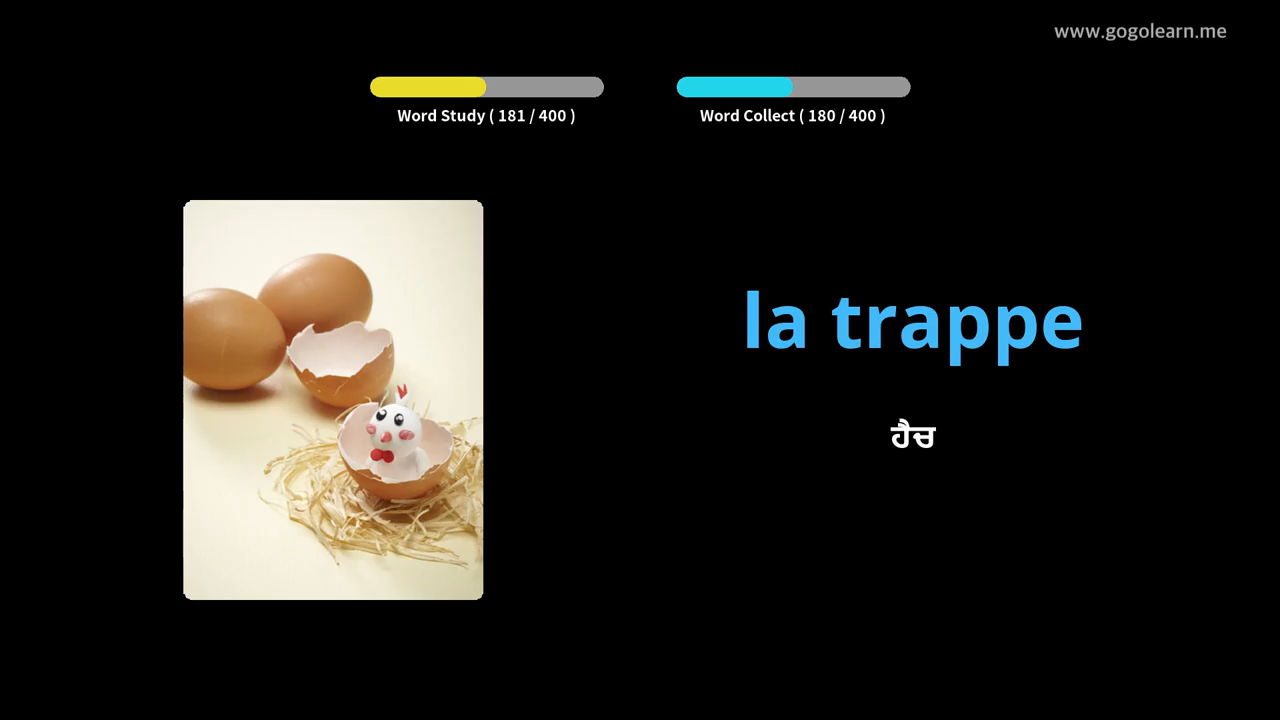 www.gogolearn.me
Word Study ( 181 / 400 )
Word Collect ( 180 / 400 )
la trappe
ਹੈਚ